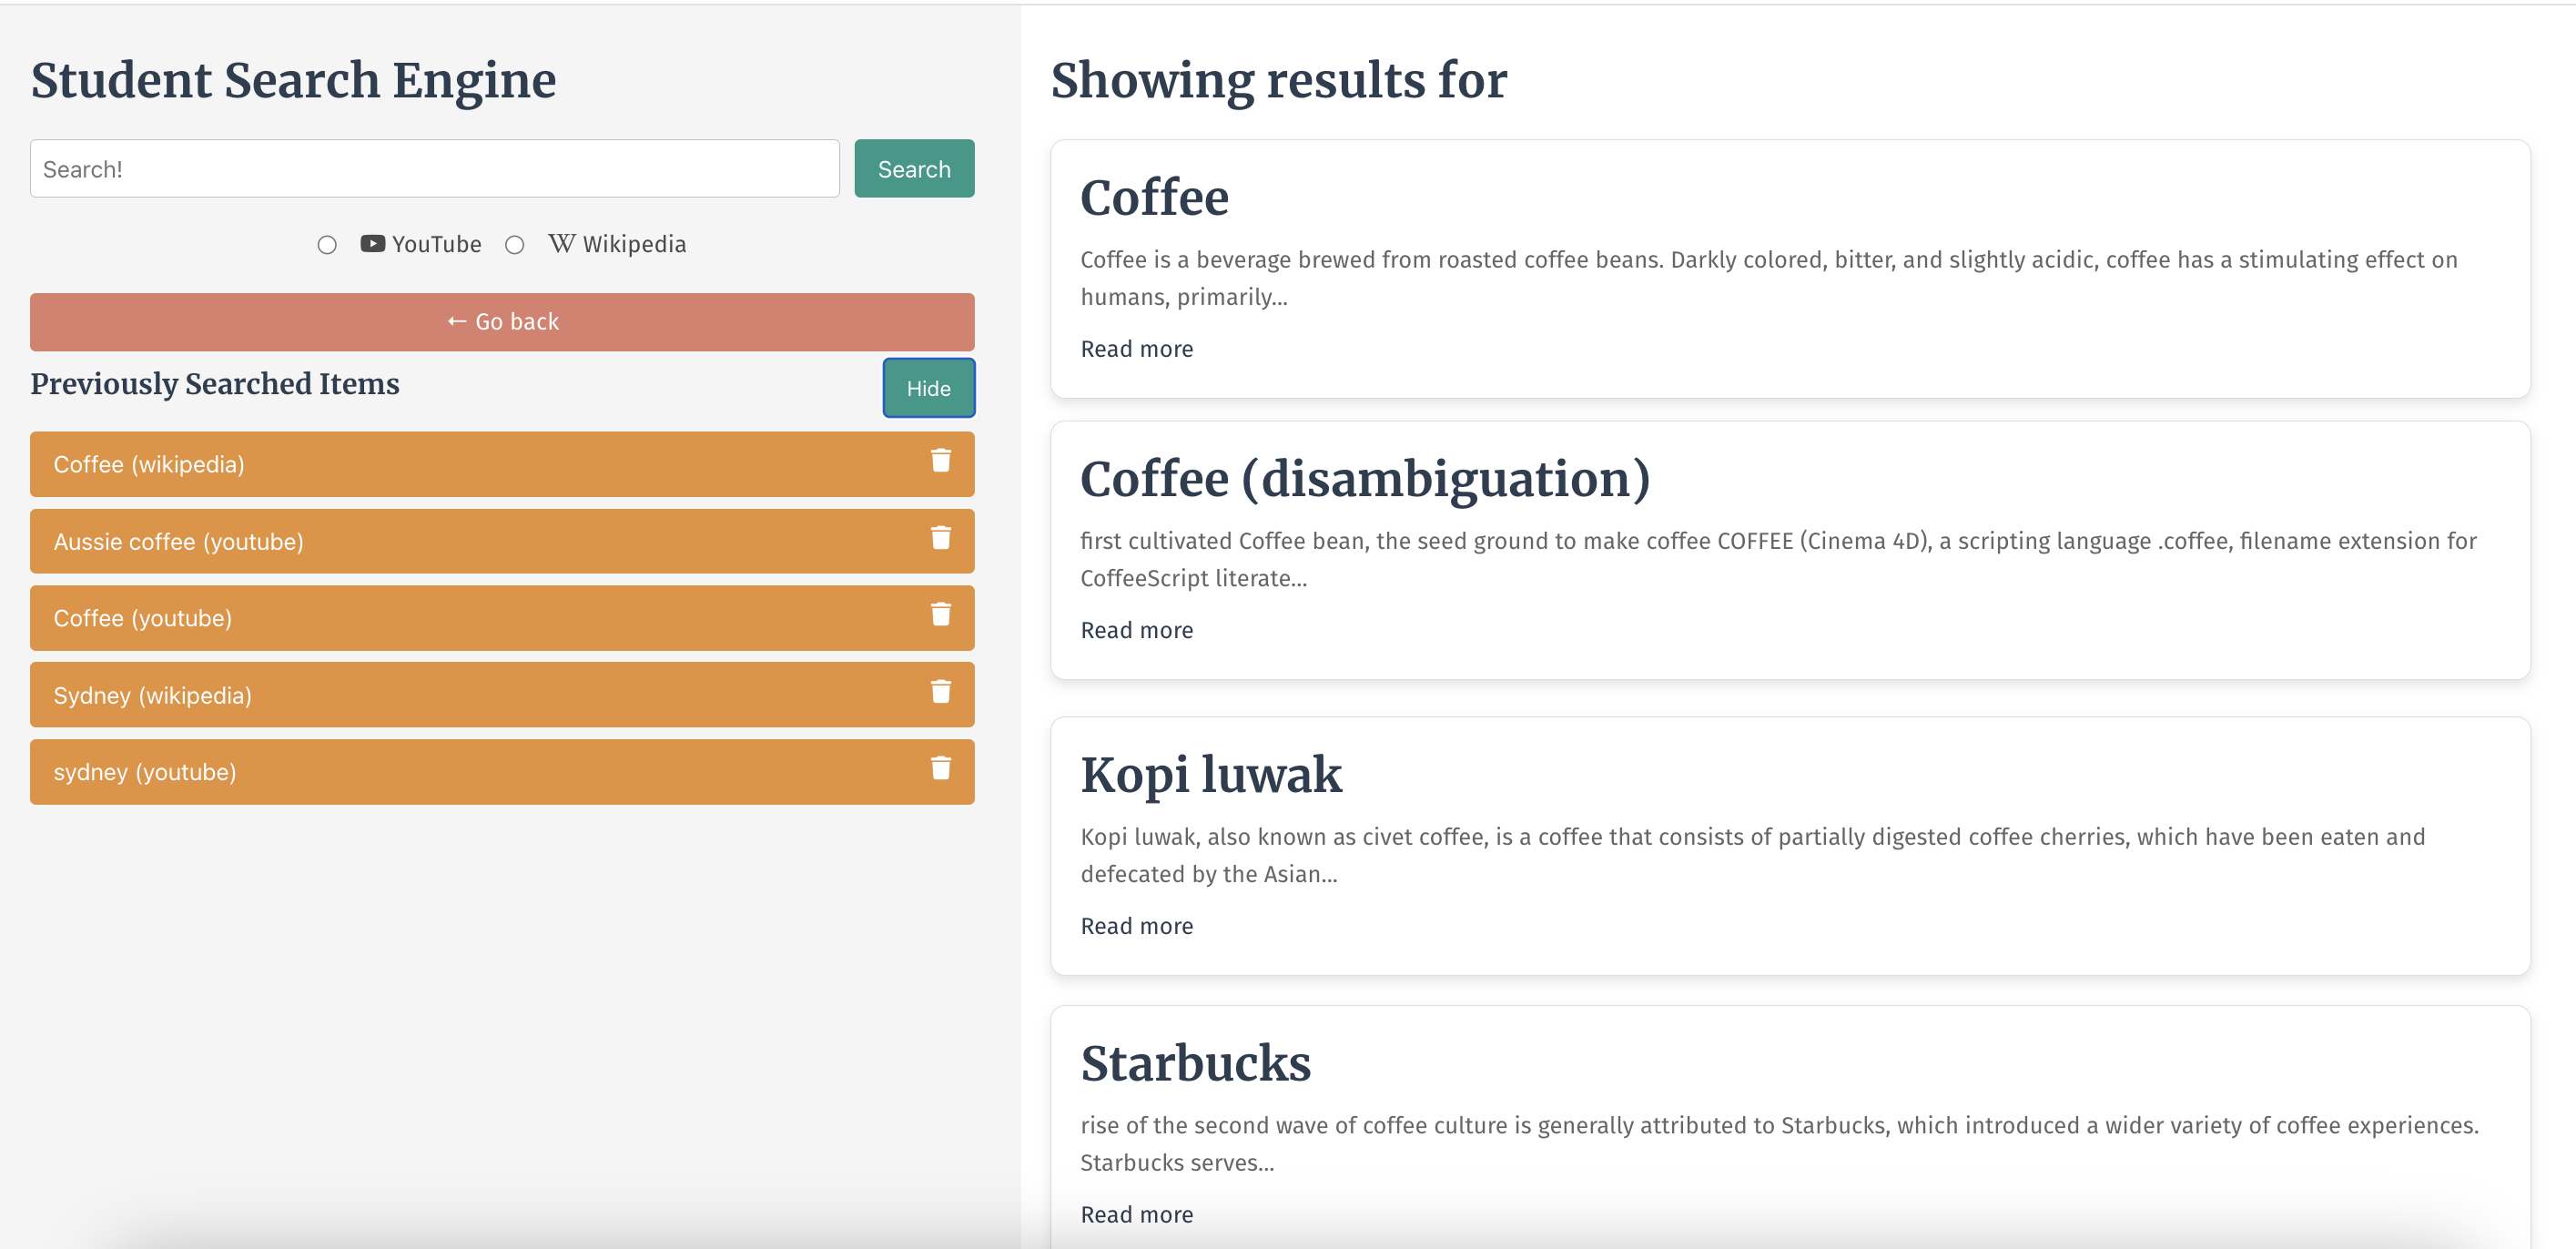 Student Search Engine
Search!
Search
YouTube
Wikipedia
← Go back
Previously Searched Items
Hide
Coffee (wikipedia)
Aussie coffee (youtube)
Coffee (youtube)
Sydney (wikipedia)
sydney (youtube)
Showing results for
Coffee
Coffee is a beverage brewed from roasted coffee beans. Darkly colored, bitter, and slightly acidic, coffee has a stimulating effect on
humans, primarily...
Read more
Coffee (disambiguation)
first cultivated Coffee bean, the seed ground to make coffee COFFEE (Cinema 4D), a scripting language .coffee, filename extension for
CoffeeScript literate...
Read more
Kopi luwak
Kopi luwak, also known as civet coffee, is a coffee that consists of partially digested coffee cherries, which have been eaten and
defecated by the Asian...
Read more
Starbucks
rise of the second wave of coffee culture is generally attributed to Starbucks, which introduced a wider variety of coffee experiences.
Starbucks serves...
Read more